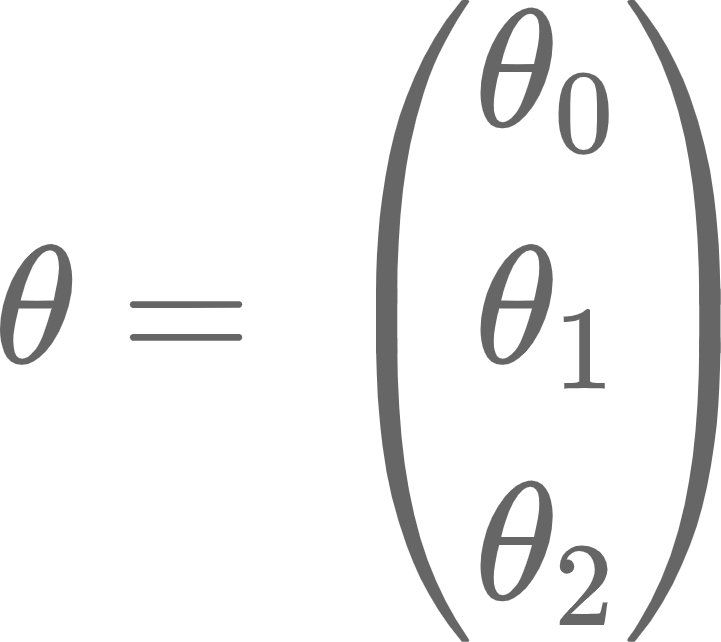 θ₀
θ = θ₁
θ₂